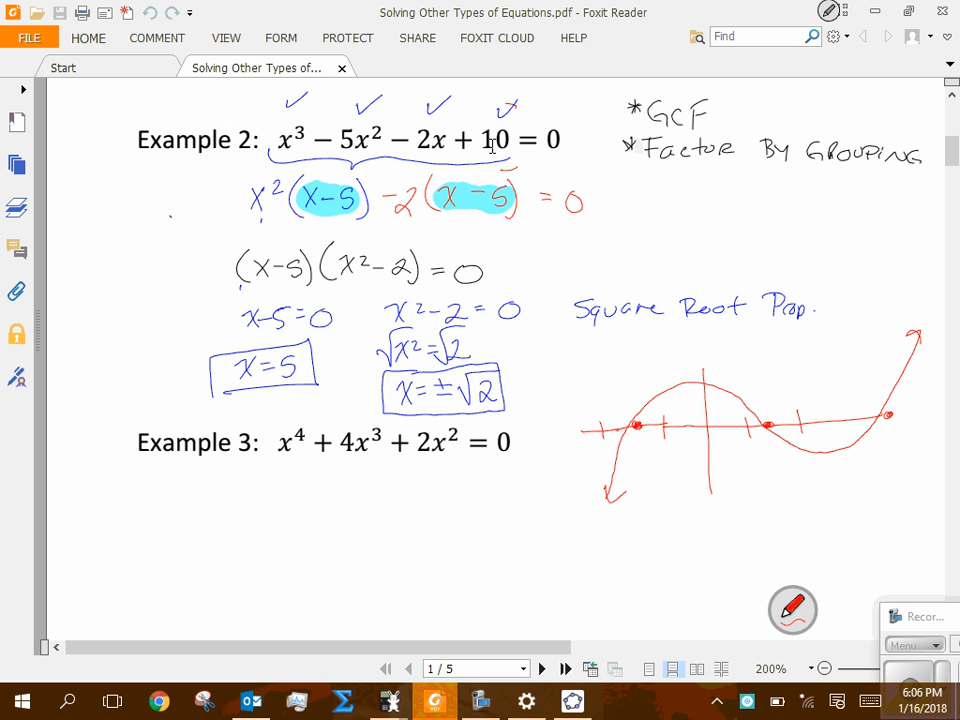 Solving Other Types of Equations.pdf - Foxit Reader
FILE HOME COMMENT VIEW FORM PROTECT SHARE FOXIT CLOUD HELP Find
Start Solving Other Types of...
*GCF
Example 2: x³ − 5x² − 2x + 10 = 0
*Factor BY GROUPING
x²(x−5) −2(x−5) = 0
(x−5)(x²−2) = 0
x−5=0 x²−2=0 Square Root Prop.
√x² = √2
x=5
x=±√2
Example 3: x⁴ + 4x³ + 2x² = 0
Recor...
Menu
1 / 5 200%
6:06 PM
1/16/2018